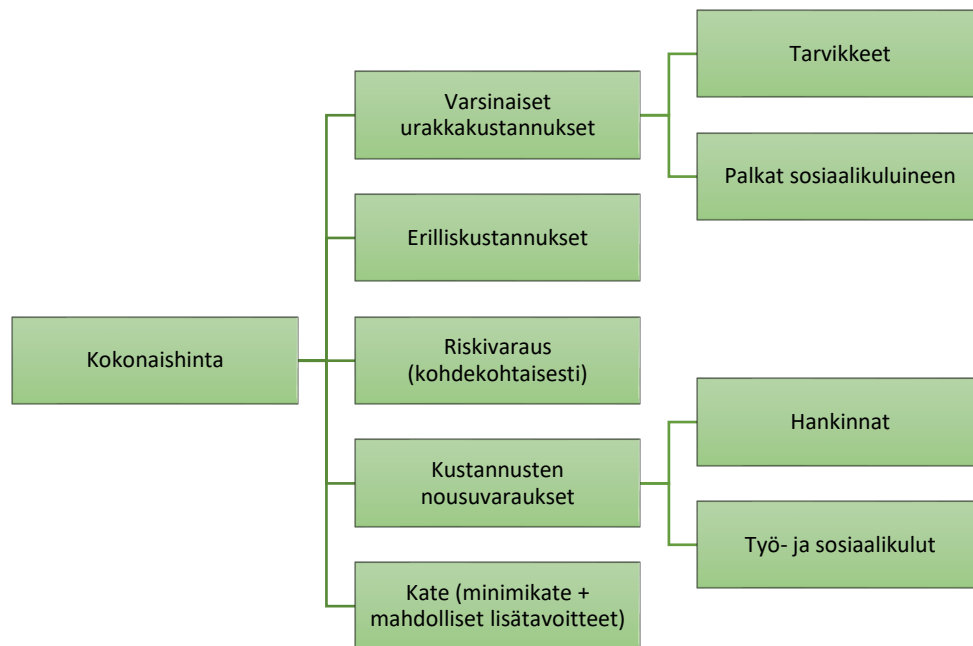 Kokonaishinta
Varsinaiset
urakkakustannukset
Tarvikkeet
Palkat sosiaalikuluineen
Erilliskustannukset
Riskivaraus
(kohdekohtaisesti)
Kustannusten
nousuvaraukset
Hankinnat
Työ- ja sosiaalikulut
Kate (minimikate +
mahdolliset lisätavoitteet)